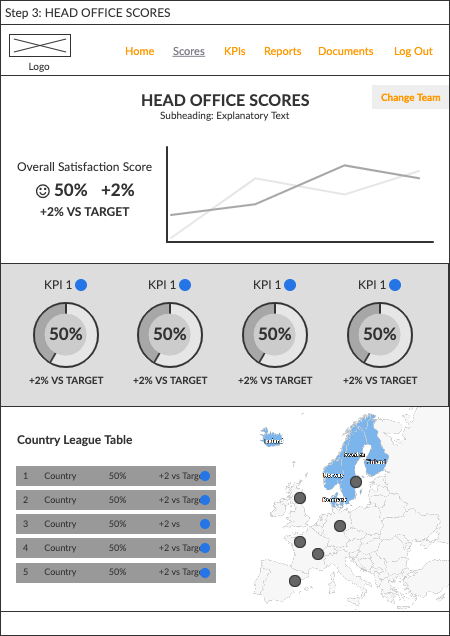 Step 3: HEAD OFFICE SCORES
Logo
Home Scores KPIs Reports Documents Log Out
Change Team
HEAD OFFICE SCORES
Subheading: Explanatory Text
Overall Satisfaction Score
50% +2%
+2% VS TARGET
KPI 1 KPI 1 KPI 1 KPI 1
50% 50% 50% 50%
+2% VS TARGET +2% VS TARGET +2% VS TARGET +2% VS TARGET
Country League Table
1 Country 50% +2 vs Targe
2 Country 50% +2 vs Targe
3 Country 50% +2 vs
4 Country 50% +2 vs Targe
5 Country 50% +2 vs Targe
Iceland
Sweden
Finland
Norway
Denmark